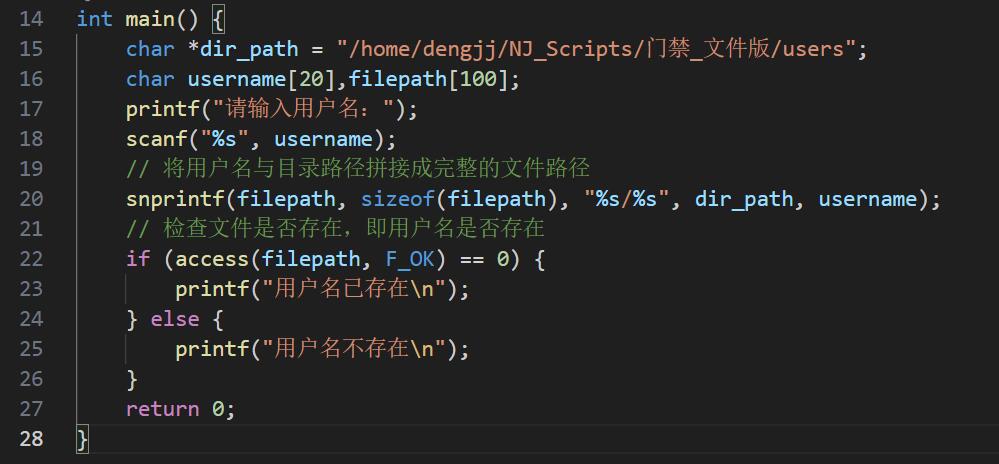 14 int main() {
15     char *dir_path = "/home/dengjj/NJ_Scripts/门禁_文件版/users";
16     char username[20],filepath[100];
17     printf("请输入用户名：");
18     scanf("%s", username);
19     // 将用户名与目录路径拼接成完整的文件路径
20     snprintf(filepath, sizeof(filepath), "%s/%s", dir_path, username);
21     // 检查文件是否存在，即用户名是否存在
22     if (access(filepath, F_OK) == 0) {
23         printf("用户名已存在\n");
24     } else {
25         printf("用户名不存在\n");
26     }
27     return 0;
28 }